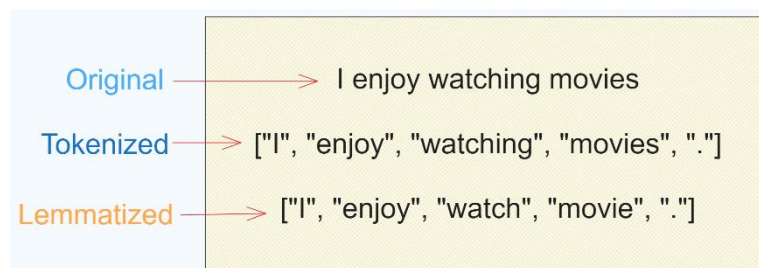 Original I enjoy watching movies
Tokenized ["I", "enjoy", "watching", "movies", "."]
Lemmatized ["I", "enjoy", "watch", "movie", "."]